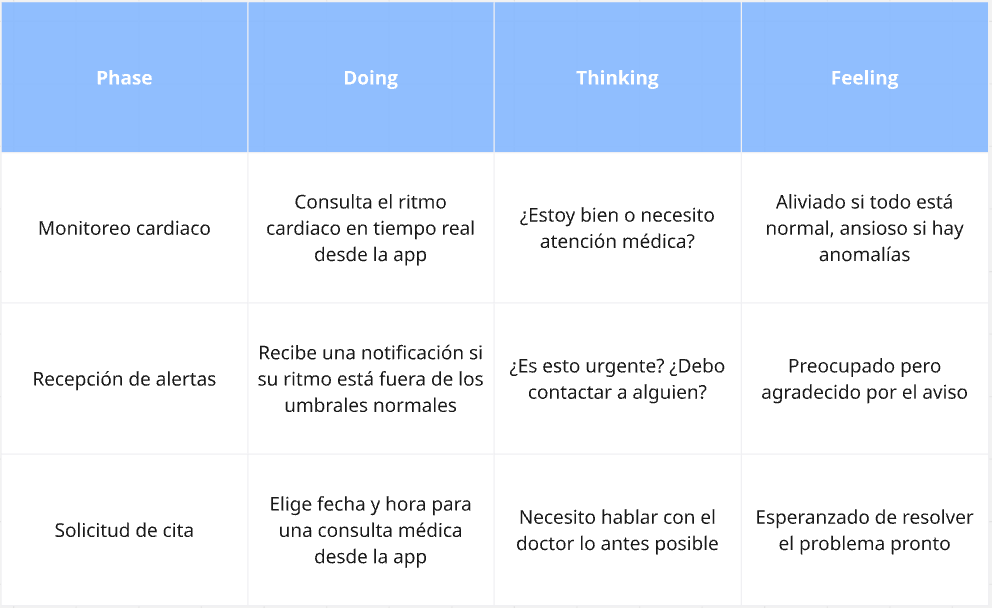 Phase
Doing
Thinking
Feeling
Monitoreo cardiaco
Consulta el ritmo
cardiaco en tiempo real
desde la app
¿Estoy bien o necesito
atención médica?
Aliviado si todo está
normal, ansioso si hay
anomalías
Recepción de alertas
Recibe una notificación si
su ritmo está fuera de los
umbrales normales
¿Es esto urgente? ¿Debo
contactar a alguien?
Preocupado pero
agradecido por el aviso
Solicitud de cita
Elige fecha y hora para
una consulta médica
desde la app
Necesito hablar con el
doctor lo antes posible
Esperanzado de resolver
el problema pronto